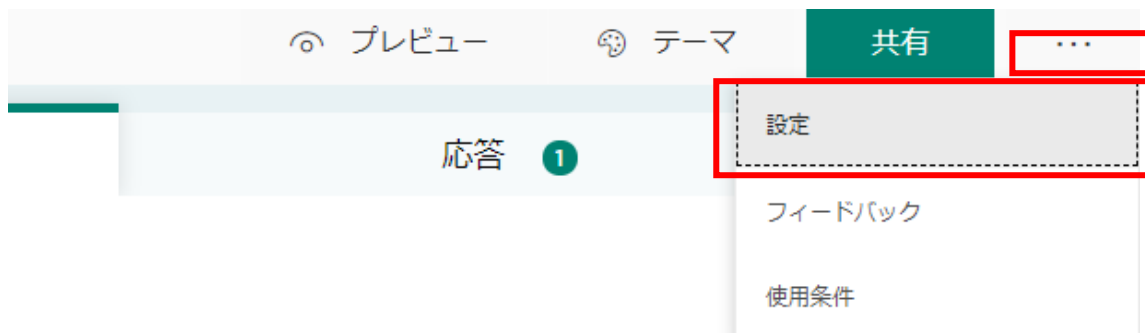 プレビュー テーマ 共有 ...
設定
応答 1
フィードバック
使用条件